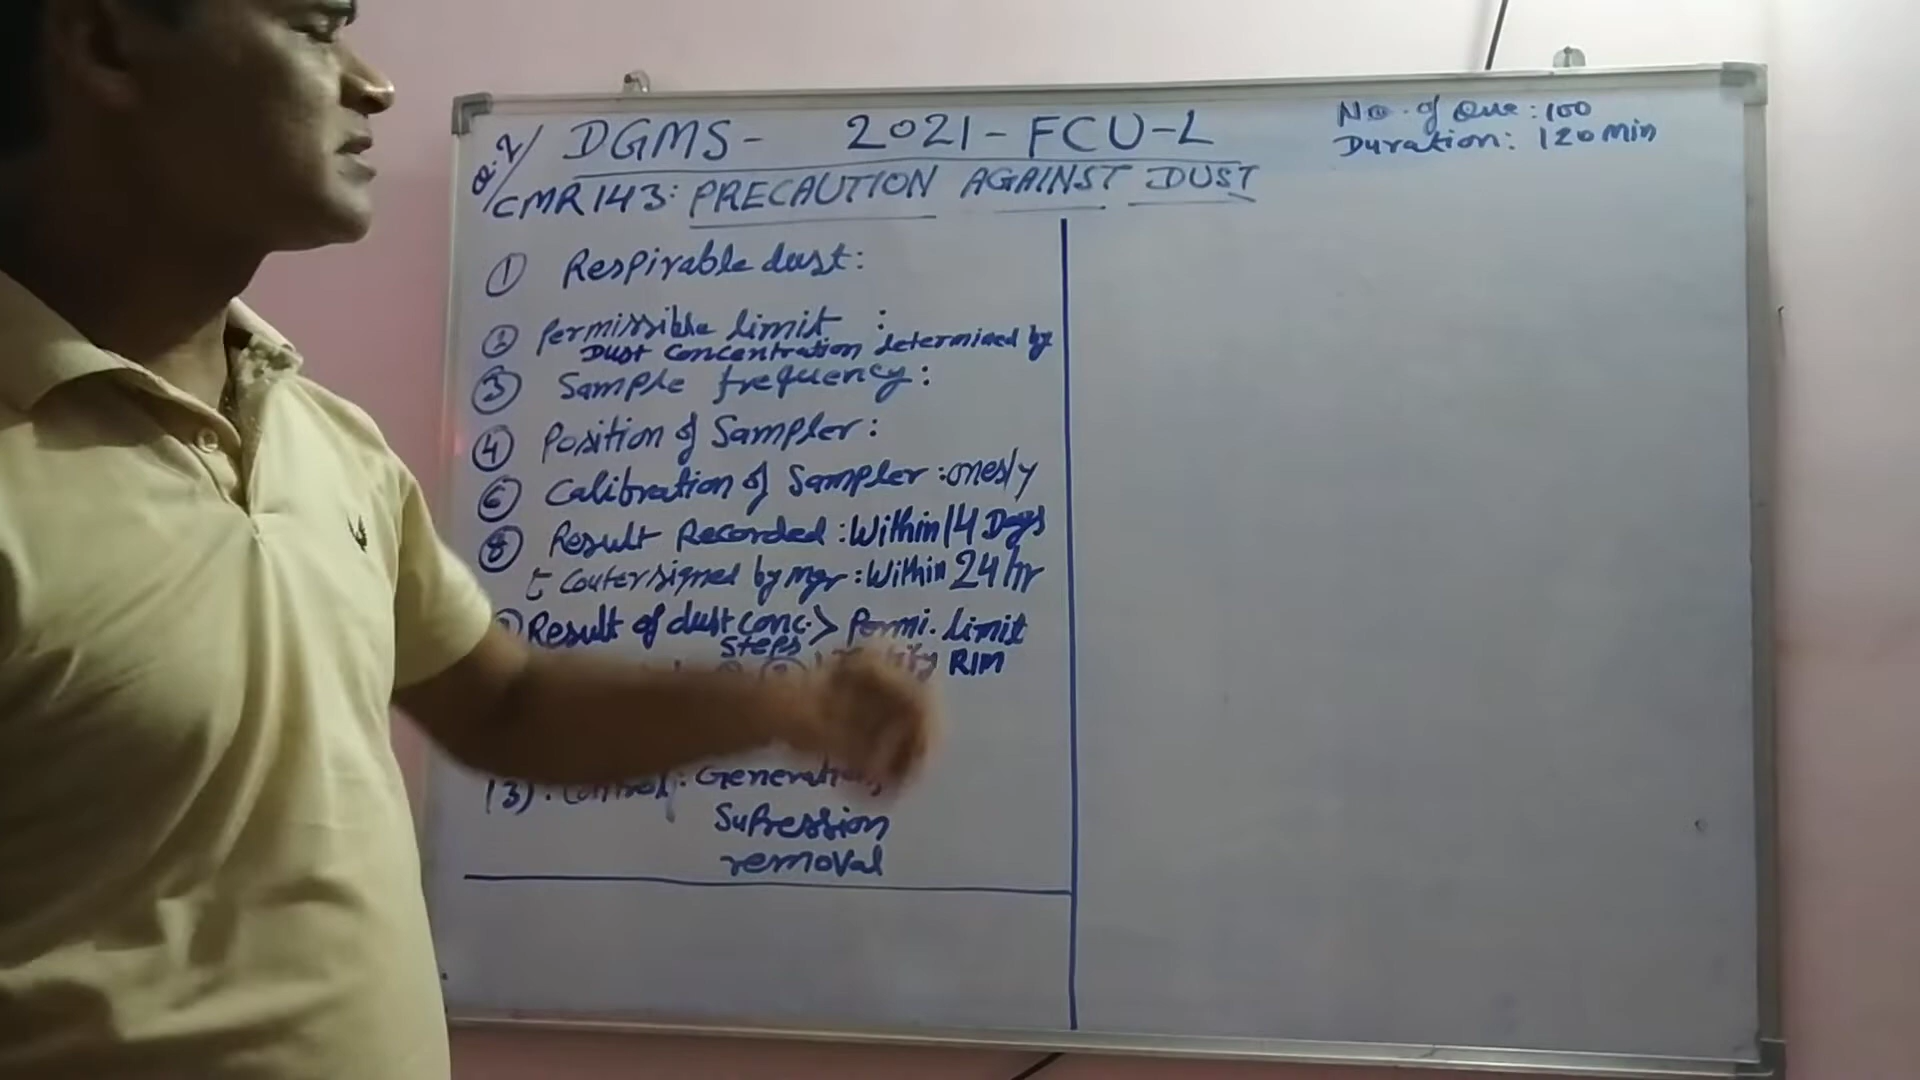 Q.2/ DGMS- 2021-FCU-L
No. of Que: 100
Duration: 120 Min
CMR 143: PRECAUTION AGAINST DUST
① Respirable dust:
② Permissible limit :
Dust Concentration determined by
③ Sample frequency:
④ Position of Sampler:
⑥ Calibration of Sampler: ones/y
⑧ Result Recorded: Within 14 Days
Coutersigned by mgr: Within 24 hr
Result of dust conc. > Permi. limit
Steps
RIM
13). Control: Generation
Supression
removal